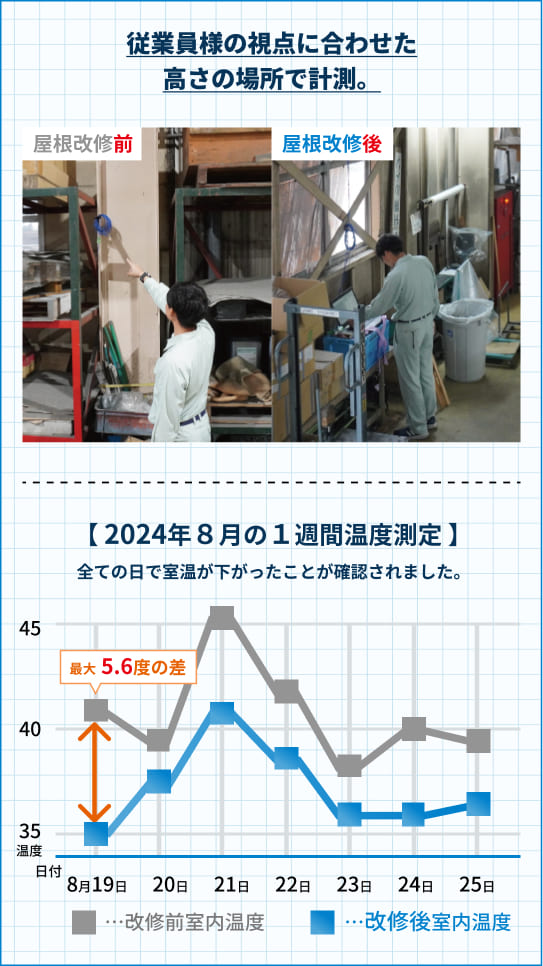 従業員様の視点に合わせた
高さの場所で計測。
屋根改修前
屋根改修後
【 2024年８月の１週間温度測定 】
全ての日で室温が下がったことが確認されました。
45
最大 5.6度の差
40
35
温度
日付
8月19日 20日 21日 22日 23日 24日 25日
…改修前室内温度 …改修後室内温度